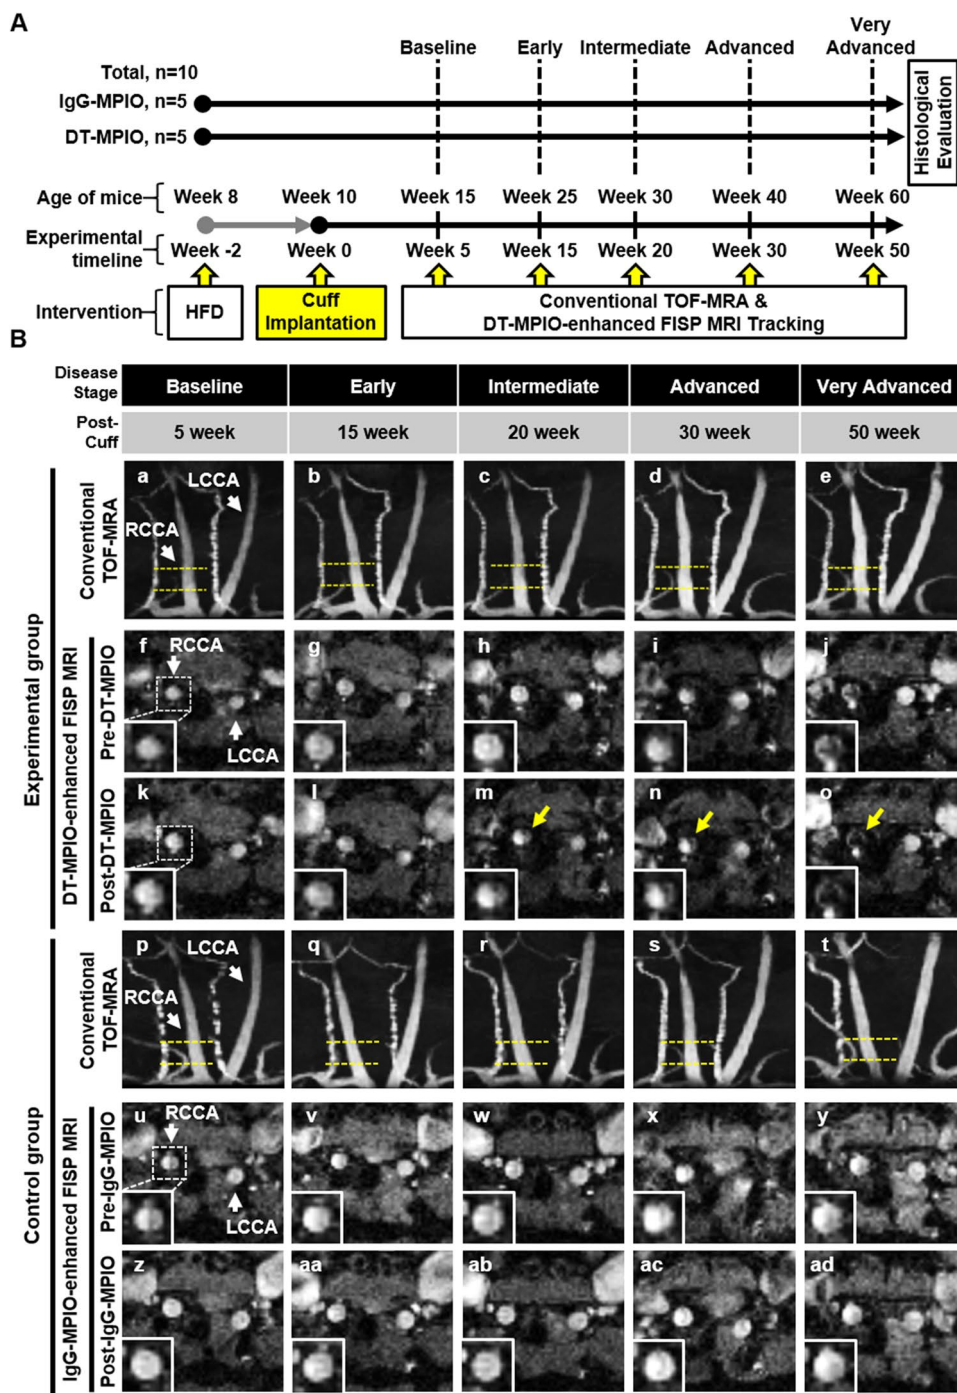 A
Baseline Early Intermediate Advanced Very Advanced
Total, n=10
IgG-MPIO, n=5
DT-MPIO, n=5
Histological Evaluation
Age of mice Week 8 Week 10 Week 15 Week 25 Week 30 Week 40 Week 60
Experimental timeline Week -2 Week 0 Week 5 Week 15 Week 20 Week 30 Week 50
Intervention HFD
Cuff Implantation
Conventional TOF-MRA &
DT-MPIO-enhanced FISP MRI Tracking
B
Disease Stage Baseline Early Intermediate Advanced Very Advanced
Post-Cuff 5 week 15 week 20 week 30 week 50 week
Experimental group
Conventional TOF-MRA
a LCCA RCCA b c d e
DT-MPIO-enhanced FISP MRI
Pre-DT-MPIO
f RCCA LCCA g h i j
Post-DT-MPIO
k l m n o
Control group
Conventional TOF-MRA
p LCCA RCCA q r s t
IgG-MPIO-enhanced FISP MRI
Pre-IgG-MPIO
u RCCA LCCA v w x y
Post-IgG-MPIO
z aa ab ac ad